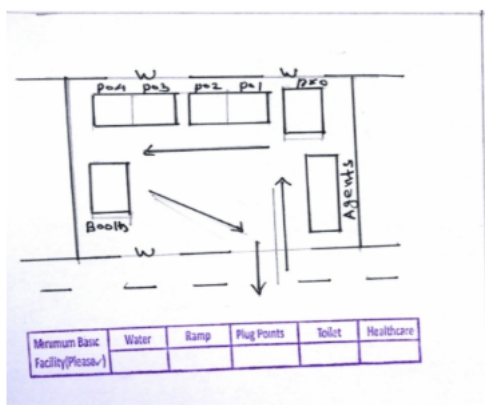 W W
po4 po3 po2 po1 PRO
Agents
Booth
W
Minimum Basic Water Ramp Plug Points Toilet Healthcare
Facility(Please✓)